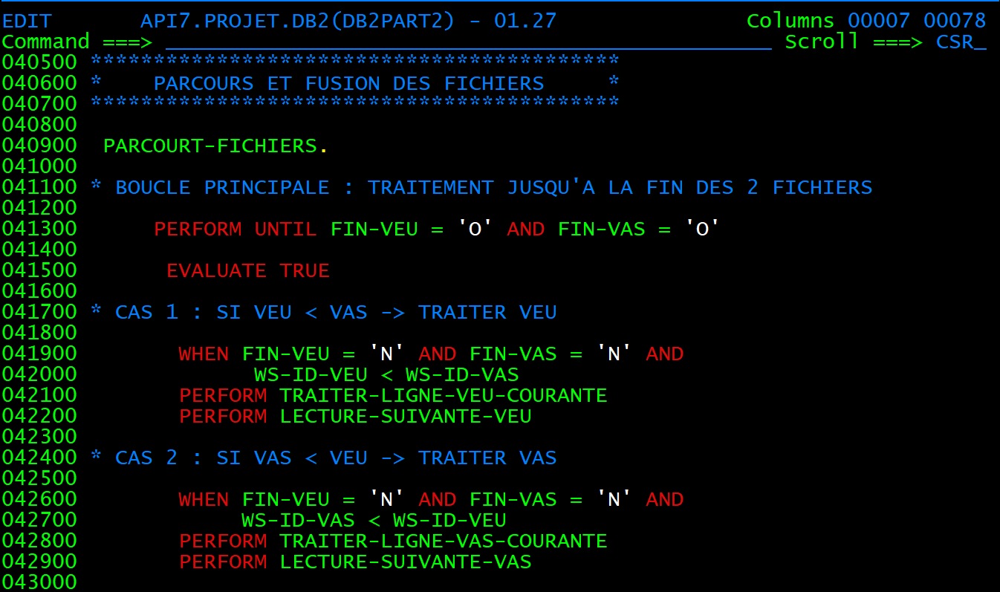 EDIT       API7.PROJET.DB2(DB2PART2) - 01.27               Columns 00007 00078
Command ===>                                                  Scroll ===> CSR_
040500 ******************************************
040600 *    PARCOURS ET FUSION DES FICHIERS     *
040700 ******************************************
040800
040900  PARCOURT-FICHIERS.
041000
041100 * BOUCLE PRINCIPALE : TRAITEMENT JUSQU'A LA FIN DES 2 FICHIERS
041200
041300      PERFORM UNTIL FIN-VEU = 'O' AND FIN-VAS = 'O'
041400
041500       EVALUATE TRUE
041600
041700 * CAS 1 : SI VEU < VAS -> TRAITER VEU
041800
041900        WHEN FIN-VEU = 'N' AND FIN-VAS = 'N' AND
042000              WS-ID-VEU < WS-ID-VAS
042100        PERFORM TRAITER-LIGNE-VEU-COURANTE
042200        PERFORM LECTURE-SUIVANTE-VEU
042300
042400 * CAS 2 : SI VAS < VEU -> TRAITER VAS
042500
042600        WHEN FIN-VEU = 'N' AND FIN-VAS = 'N' AND
042700             WS-ID-VAS < WS-ID-VEU
042800        PERFORM TRAITER-LIGNE-VAS-COURANTE
042900        PERFORM LECTURE-SUIVANTE-VAS
043000